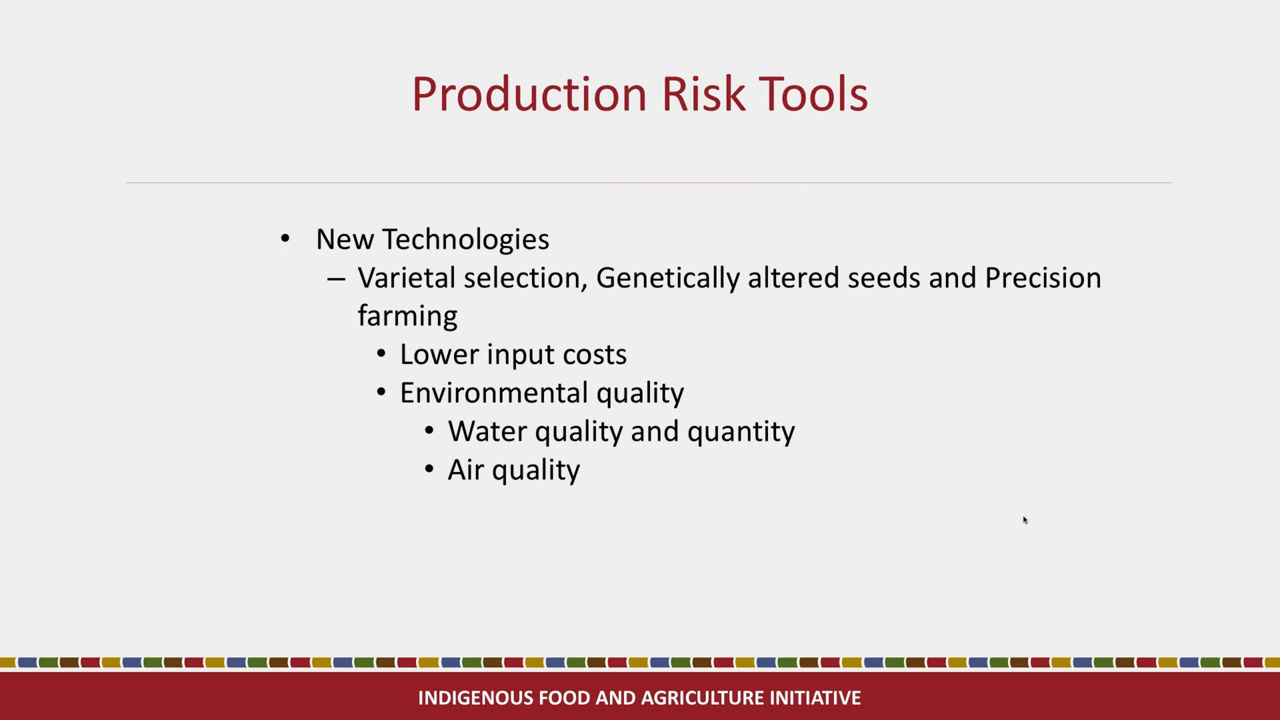 Production Risk Tools
• New Technologies
– Varietal selection, Genetically altered seeds and Precision
farming
• Lower input costs
• Environmental quality
• Water quality and quantity
• Air quality
INDIGENOUS FOOD AND AGRICULTURE INITIATIVE